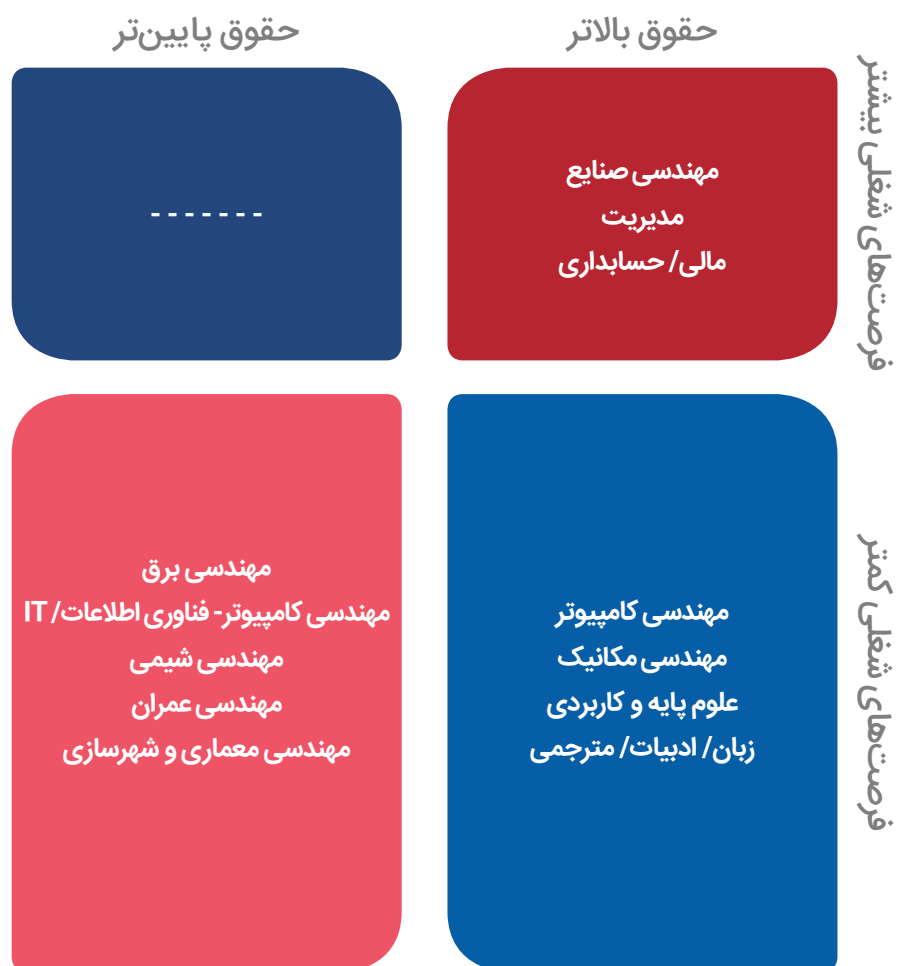 حقوق بالاتر
حقوق پایین‌تر
فرصت‌های شغلی بیشتر
مهندسی صنایع
مدیریت
مالی/ حسابداری
- - - - - - -
فرصت‌های شغلی کمتر
مهندسی کامپیوتر
مهندسی مکانیک
علوم پایه و کاربردی
زبان/ ادبیات/ مترجمی
مهندسی برق
مهندسی کامپیوتر- فناوری اطلاعات/ IT
مهندسی شیمی
مهندسی عمران
مهندسی معماری و شهرسازی